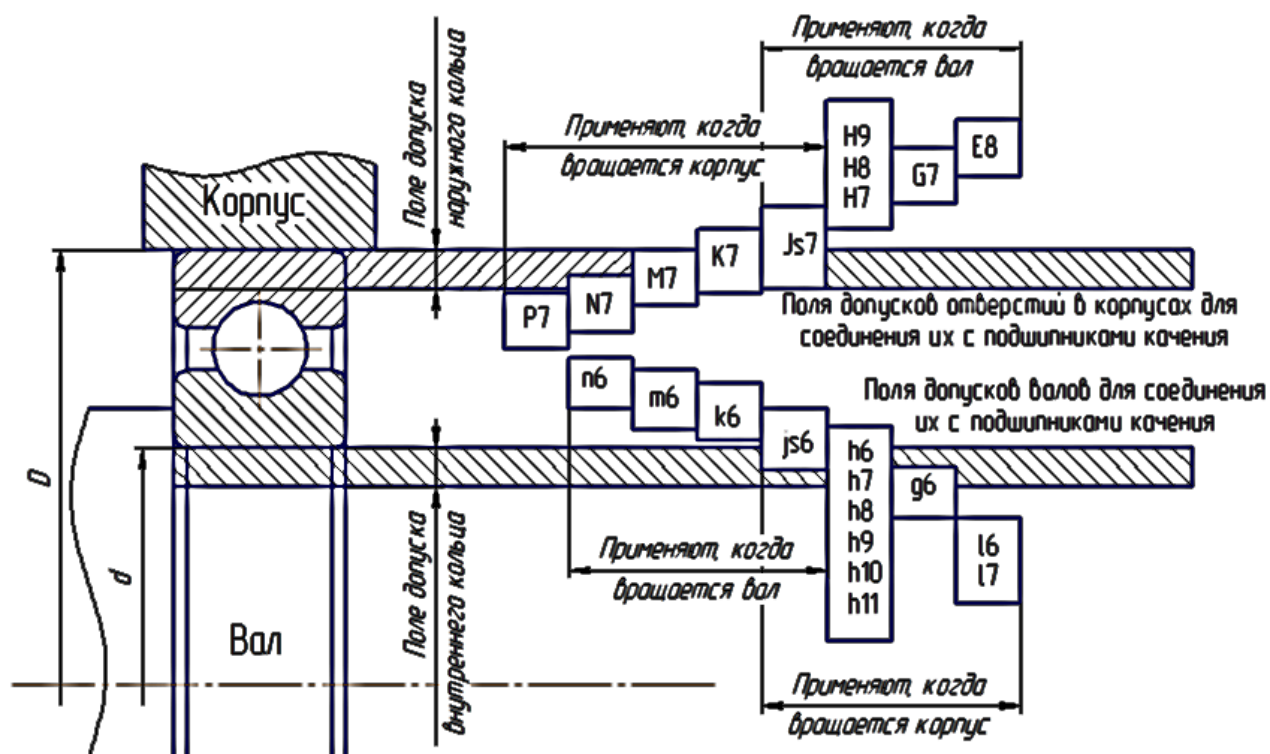 Применяют, когда
вращается вал
Поле допуска
наружного кольца
Применяют, когда
вращается корпус
H9
H8
H7
G7
E8
Корпус
Js7
K7
M7
N7
P7
Поля допусков отверстий в корпусах для
соединения их с подшипниками качения
n6
m6
k6
js6
Поля допусков валов для соединения
их с подшипниками качения
h6
h7
h8
h9
h10
h11
g6
l6
l7
D
d
Применяют, когда
вращается вал
Поле допуска
внутреннего кольца
Вал
Применяют, когда
вращается корпус